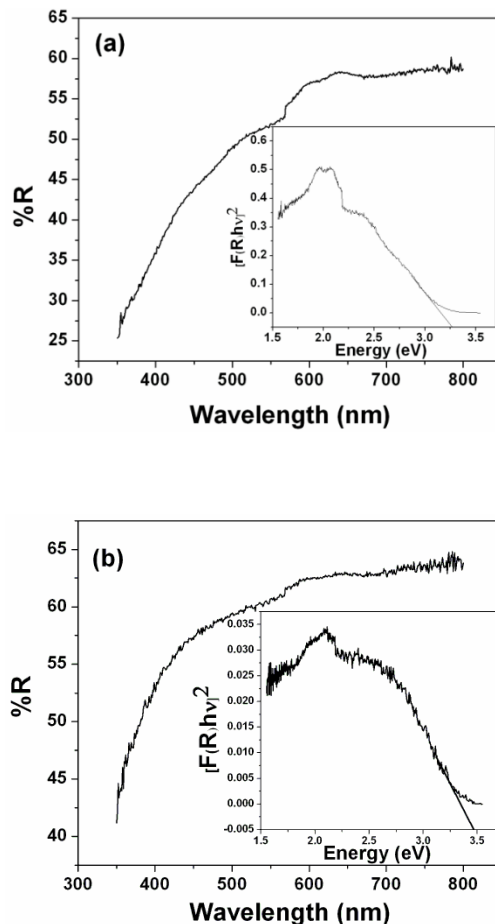 (a)
65
60
55
50
45
40
35
30
25
%R
300 400 500 600 700 800
Wavelength (nm)
0.6
0.5
0.4
0.3
0.2
0.1
0.0
[F(R)hν]²
1.5 2.0 2.5 3.0 3.5
Energy (eV)
(b)
65
60
55
50
45
40
%R
300 400 500 600 700 800
Wavelength (nm)
0.035
0.030
0.025
0.020
0.015
0.010
0.005
0.000
-0.005
[F(R)hν]²
1.5 2.0 2.5 3.0 3.5
Energy (eV)